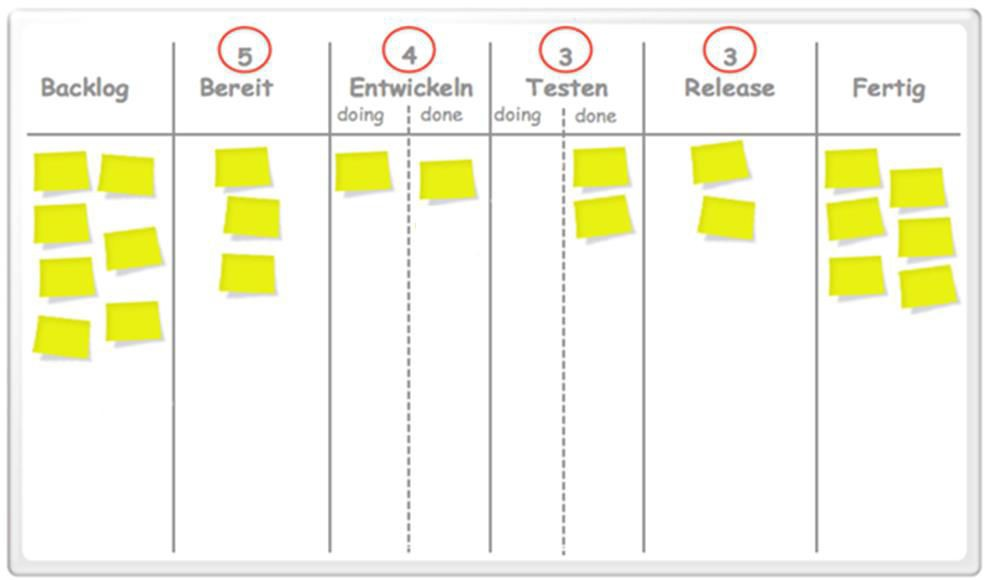 5 4 3 3
Backlog Bereit Entwickeln Testen Release Fertig
doing done doing done